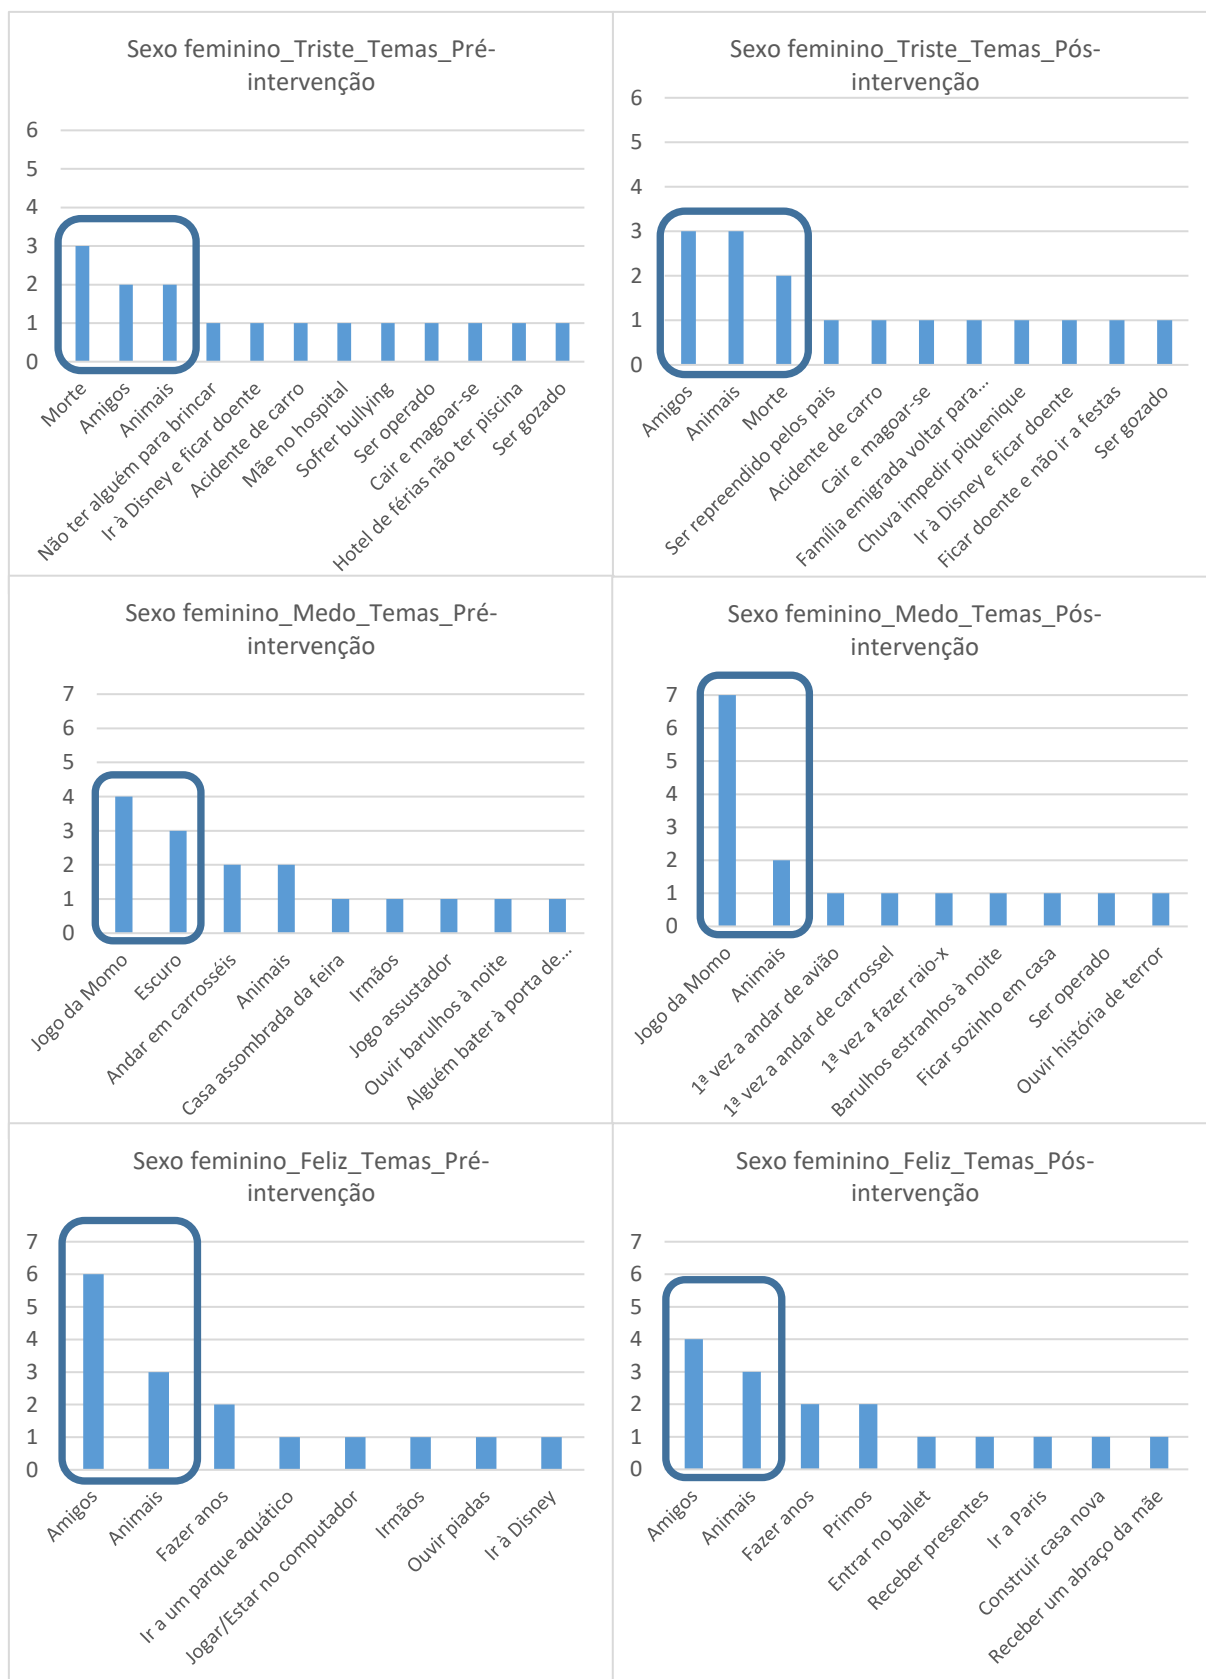 Sexo feminino_Triste_Temas_Pré-
intervenção
6
5
4
3
2
1
0
Morte
Amigos
Animais
Não ter alguém para brincar
Ir à Disney e ficar doente
Acidente de carro
Mãe no hospital
Sofrer bullying
Ser operado
Cair e magoar-se
Hotel de férias não ter piscina
Ser gozado
Sexo feminino_Triste_Temas_Pós-
intervenção
6
5
4
3
2
1
0
Amigos
Animais
Morte
Ser repreendido pelos pais
Acidente de carro
Cair e magoar-se
Família emigrada voltar para...
Chuva impedir piquenique
Ir à Disney e ficar doente
Ficar doente e não ir a festas
Ser gozado
Sexo feminino_Medo_Temas_Pré-
intervenção
7
6
5
4
3
2
1
0
Jogo da Momo
Escuro
Andar em carrosséis
Animais
Casa assombrada da feira
Irmãos
Jogo assustador
Ouvir barulhos à noite
Alguém bater à porta de...
Sexo feminino_Medo_Temas_Pós-
intervenção
7
6
5
4
3
2
1
0
Jogo da Momo
Animais
1ª vez a andar de avião
1ª vez a andar de carrossel
1ª vez a fazer raio-x
Barulhos estranhos à noite
Ficar sozinho em casa
Ser operado
Ouvir história de terror
Sexo feminino_Feliz_Temas_Pré-
intervenção
7
6
5
4
3
2
1
0
Amigos
Animais
Fazer anos
Ir a um parque aquático
Jogar/Estar no computador
Irmãos
Ouvir piadas
Ir à Disney
Sexo feminino_Feliz_Temas_Pós-
intervenção
7
6
5
4
3
2
1
0
Amigos
Animais
Fazer anos
Primos
Entrar no ballet
Receber presentes
Ir a Paris
Construir casa nova
Receber um abraço da mãe